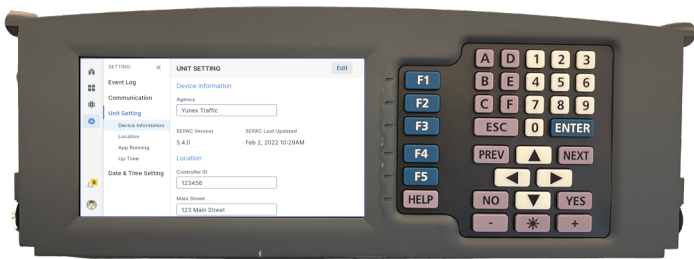 SETTING
Event Log
Communication
Unit Setting
Device Information
Location
App Running
Up Time
Date & Time Setting
UNIT SETTING
Edit
Device Information
Agency
Yunex Traffic
SEPAC Version
SEPAC Last Updated
5.4.0
Feb 2, 2022 10:29AM
Location
Controller ID
123456
Main Street
123 Main Street
F1
F2
F3
F4
F5
HELP
A D 1 2 3
B E 4 5 6
C F 7 8 9
ESC 0 ENTER
PREV NEXT
NO YES
- +